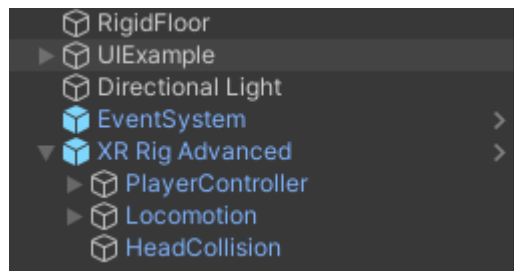 RigidFloor
UIExample
Directional Light
EventSystem
XR Rig Advanced
PlayerController
Locomotion
HeadCollision